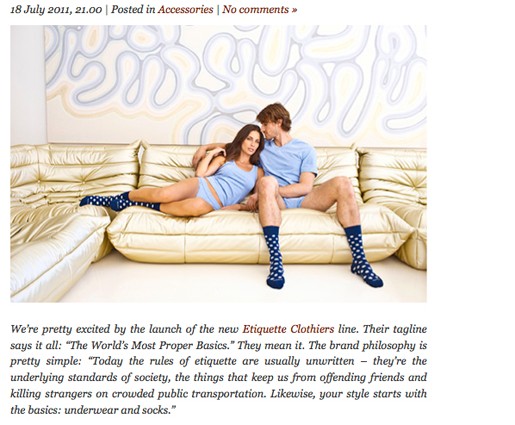 18 July 2011, 21.00 | Posted in Accessories | No comments »
We're pretty excited by the launch of the new Etiquette Clothiers line. Their tagline
says it all: “The World's Most Proper Basics.” They mean it. The brand philosophy is
pretty simple: “Today the rules of etiquette are usually unwritten – they're the
underlying standards of society, the things that keep us from offending friends and
killing strangers on crowded public transportation. Likewise, your style starts with
the basics: underwear and socks.”